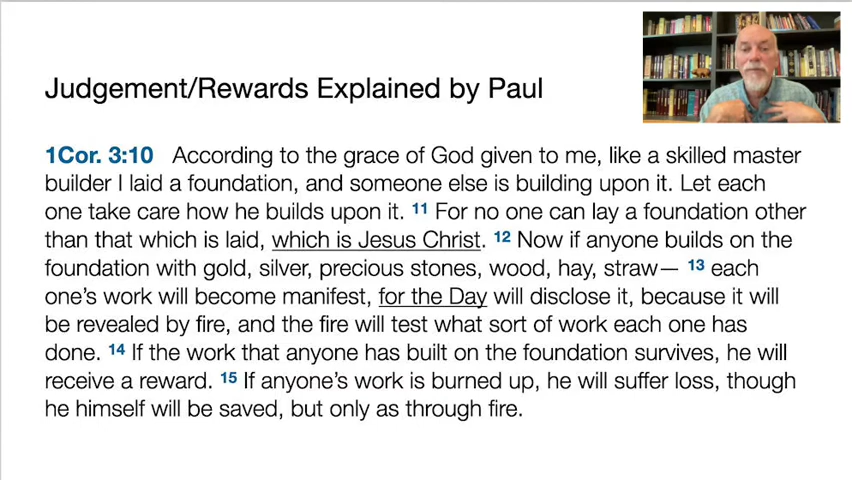 Judgement/Rewards Explained by Paul
1Cor. 3:10 According to the grace of God given to me, like a skilled master
builder I laid a foundation, and someone else is building upon it. Let each
one take care how he builds upon it. 11 For no one can lay a foundation other
than that which is laid, which is Jesus Christ. 12 Now if anyone builds on the
foundation with gold, silver, precious stones, wood, hay, straw— 13 each
one’s work will become manifest, for the Day will disclose it, because it will
be revealed by fire, and the fire will test what sort of work each one has
done. 14 If the work that anyone has built on the foundation survives, he will
receive a reward. 15 If anyone’s work is burned up, he will suffer loss, though
he himself will be saved, but only as through fire.